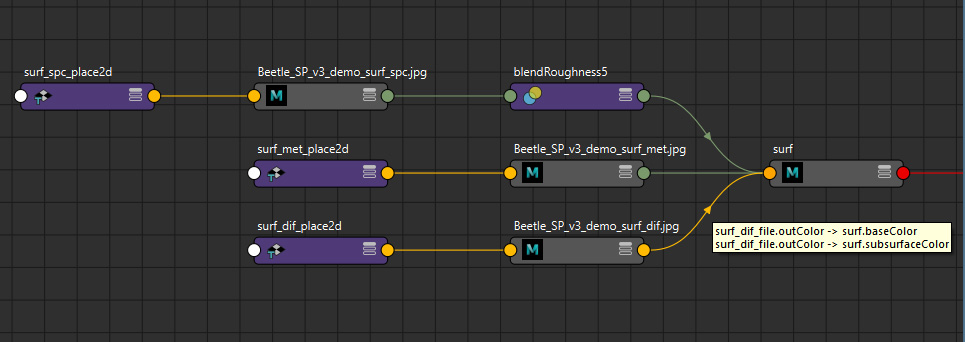 surf_spc_place2d
Beetle_SP_v3_demo_surf_spc.jpg
blendRoughness5
surf_met_place2d
Beetle_SP_v3_demo_surf_met.jpg
surf
surf_dif_place2d
Beetle_SP_v3_demo_surf_dif.jpg
surf_dif_file.outColor -> surf.baseColor
surf_dif_file.outColor -> surf.subsurfaceColor